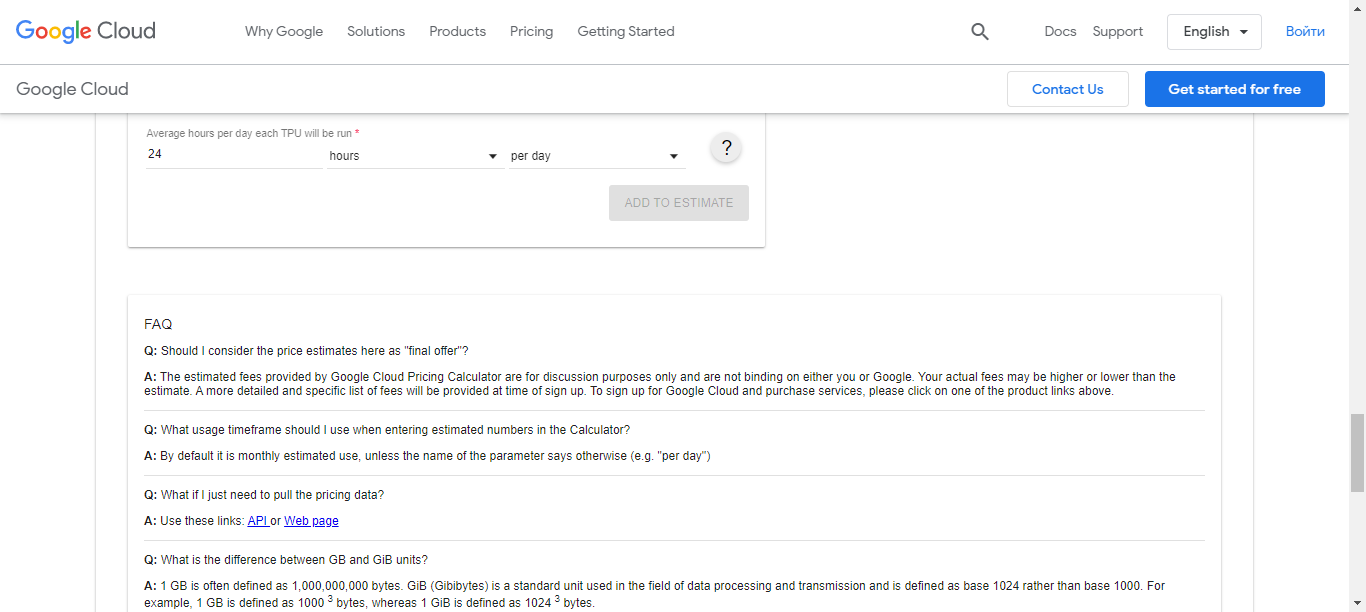 Google Cloud Why Google Solutions Products Pricing Getting Started Docs Support English Войти
Google Cloud Contact Us Get started for free
Average hours per day each TPU will be run *
24 hours per day ?
ADD TO ESTIMATE
FAQ
Q: Should I consider the price estimates here as "final offer"?
A: The estimated fees provided by Google Cloud Pricing Calculator are for discussion purposes only and are not binding on either you or Google. Your actual fees may be higher or lower than the
estimate. A more detailed and specific list of fees will be provided at time of sign up. To sign up for Google Cloud and purchase services, please click on one of the product links above.
Q: What usage timeframe should I use when entering estimated numbers in the Calculator?
A: By default it is monthly estimated use, unless the name of the parameter says otherwise (e.g. "per day")
Q: What if I just need to pull the pricing data?
A: Use these links: API or Web page
Q: What is the difference between GB and GiB units?
A: 1 GB is often defined as 1,000,000,000 bytes. GiB (Gibibytes) is a standard unit used in the field of data processing and transmission and is defined as base 1024 rather than base 1000. For
example, 1 GB is defined as 1000 3 bytes, whereas 1 GiB is defined as 1024 3 bytes.